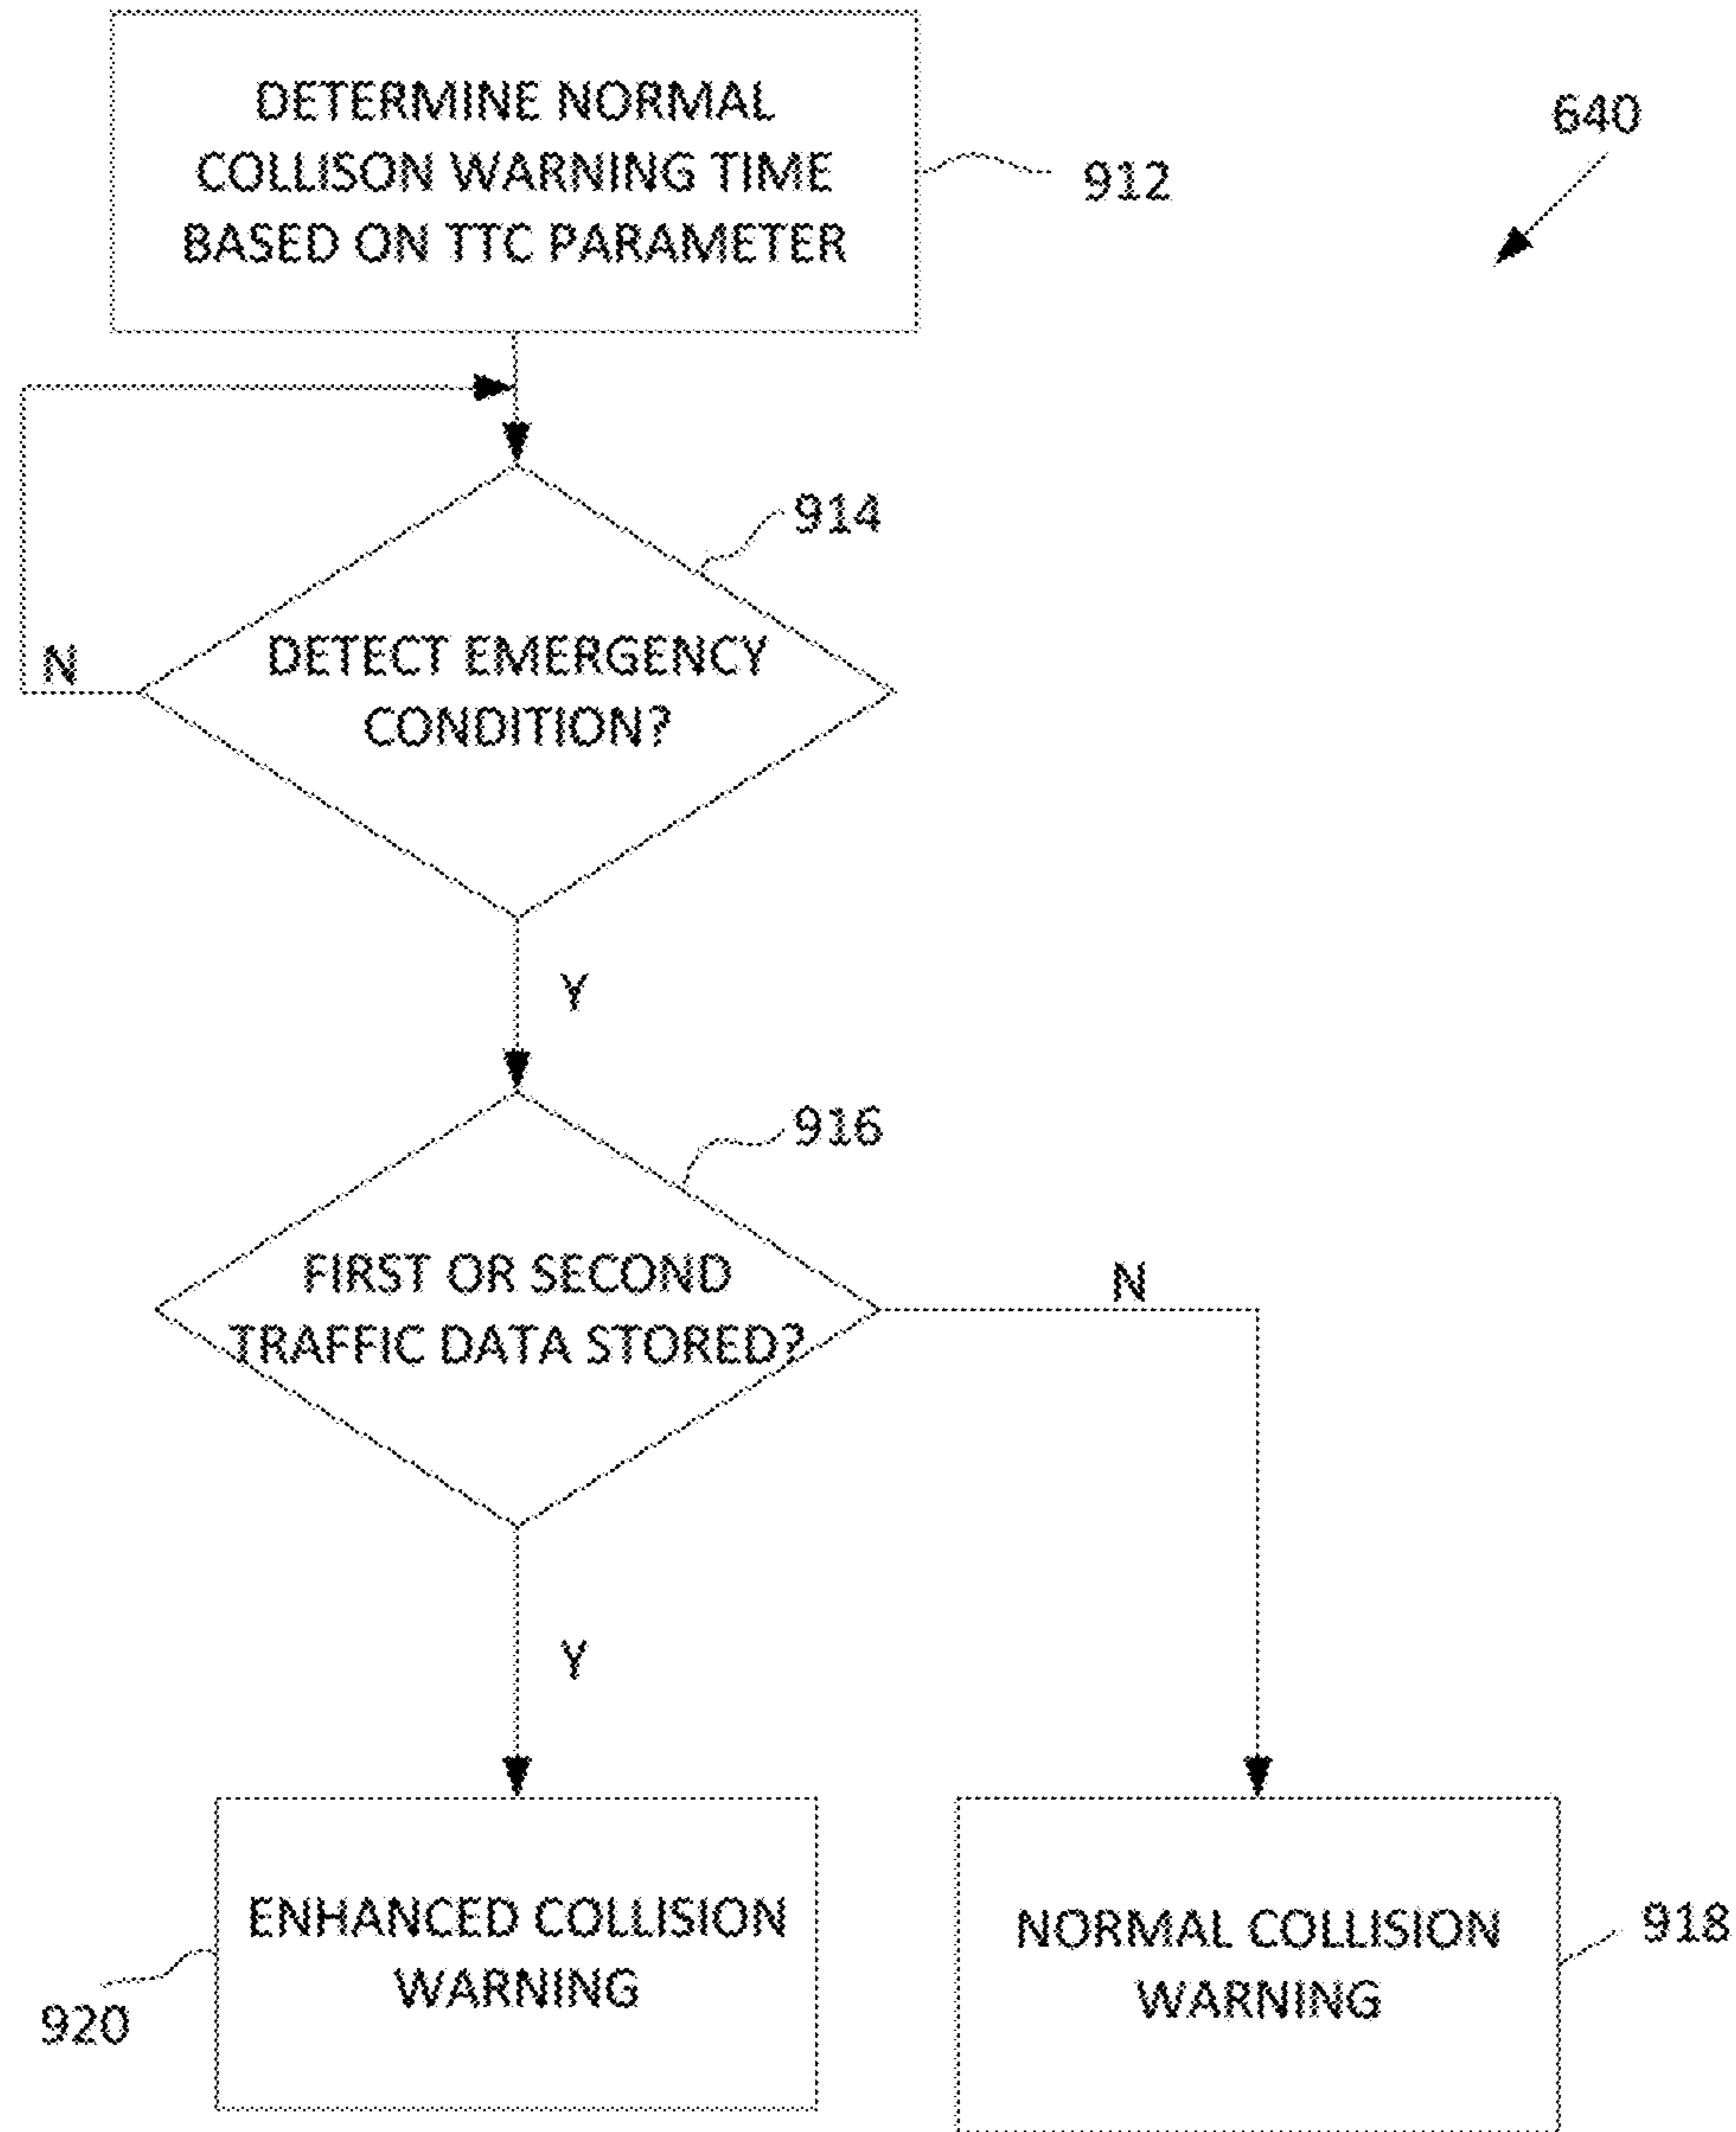 DETERMINE NORMAL
COLLISON WARNING TIME
BASED ON TTC PARAMETER
912
640
914
DETECT EMERGENCY
CONDITION?
N
Y
916
FIRST OR SECOND
TRAFFIC DATA STORED?
N
Y
ENHANCED COLLISION
WARNING
920
NORMAL COLLISION
WARNING
918